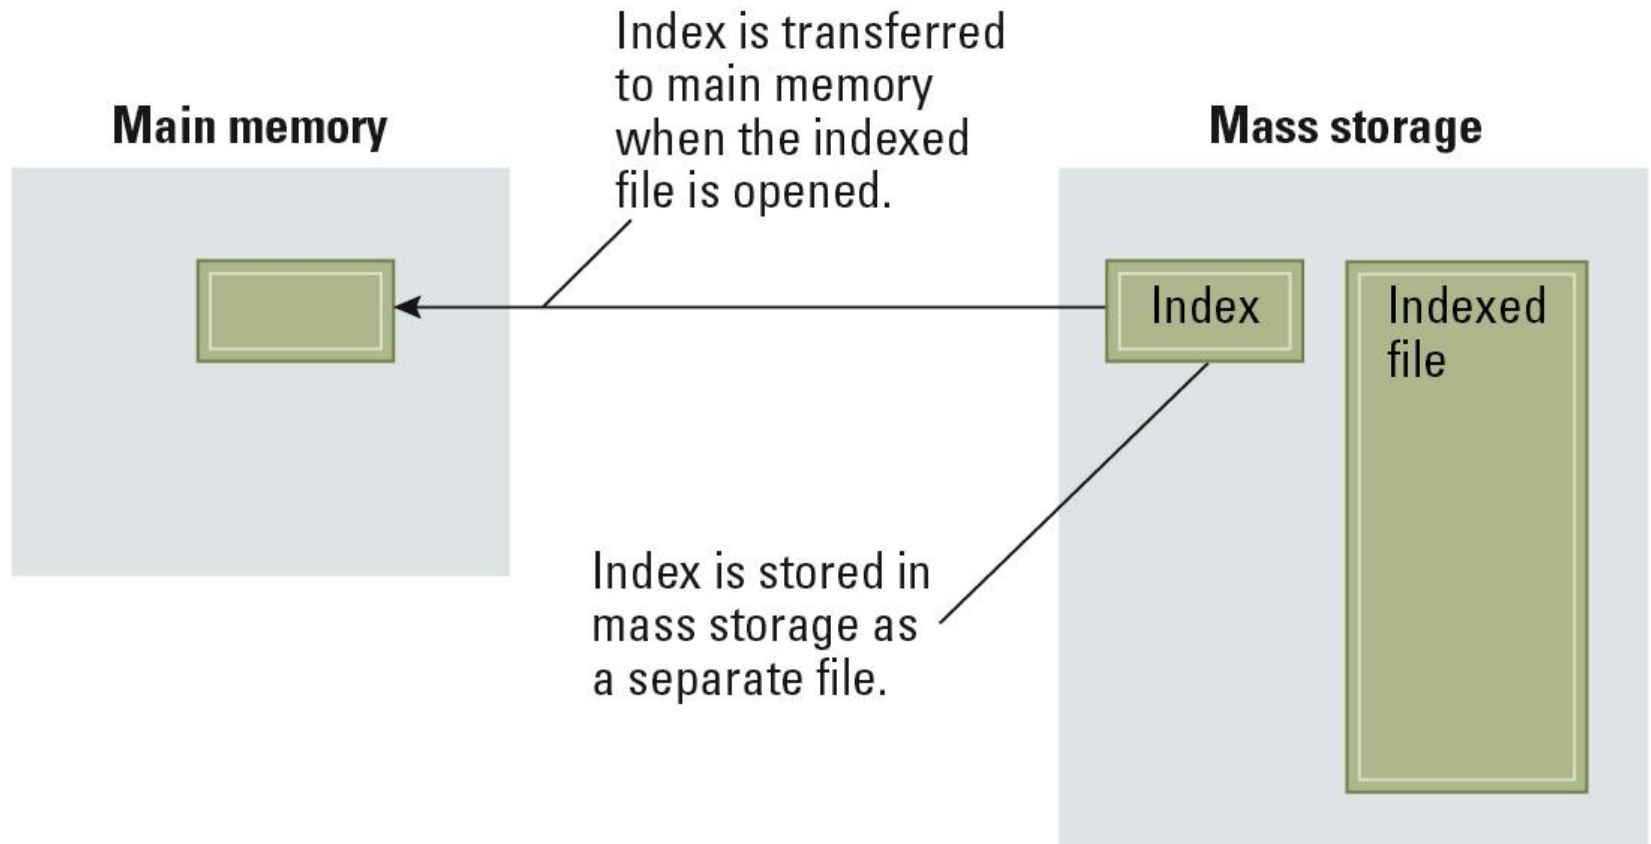 Index is transferred
to main memory
when the indexed
file is opened.
Main memory
Mass storage
Index
Indexed
file
Index is stored in
mass storage as
a separate file.